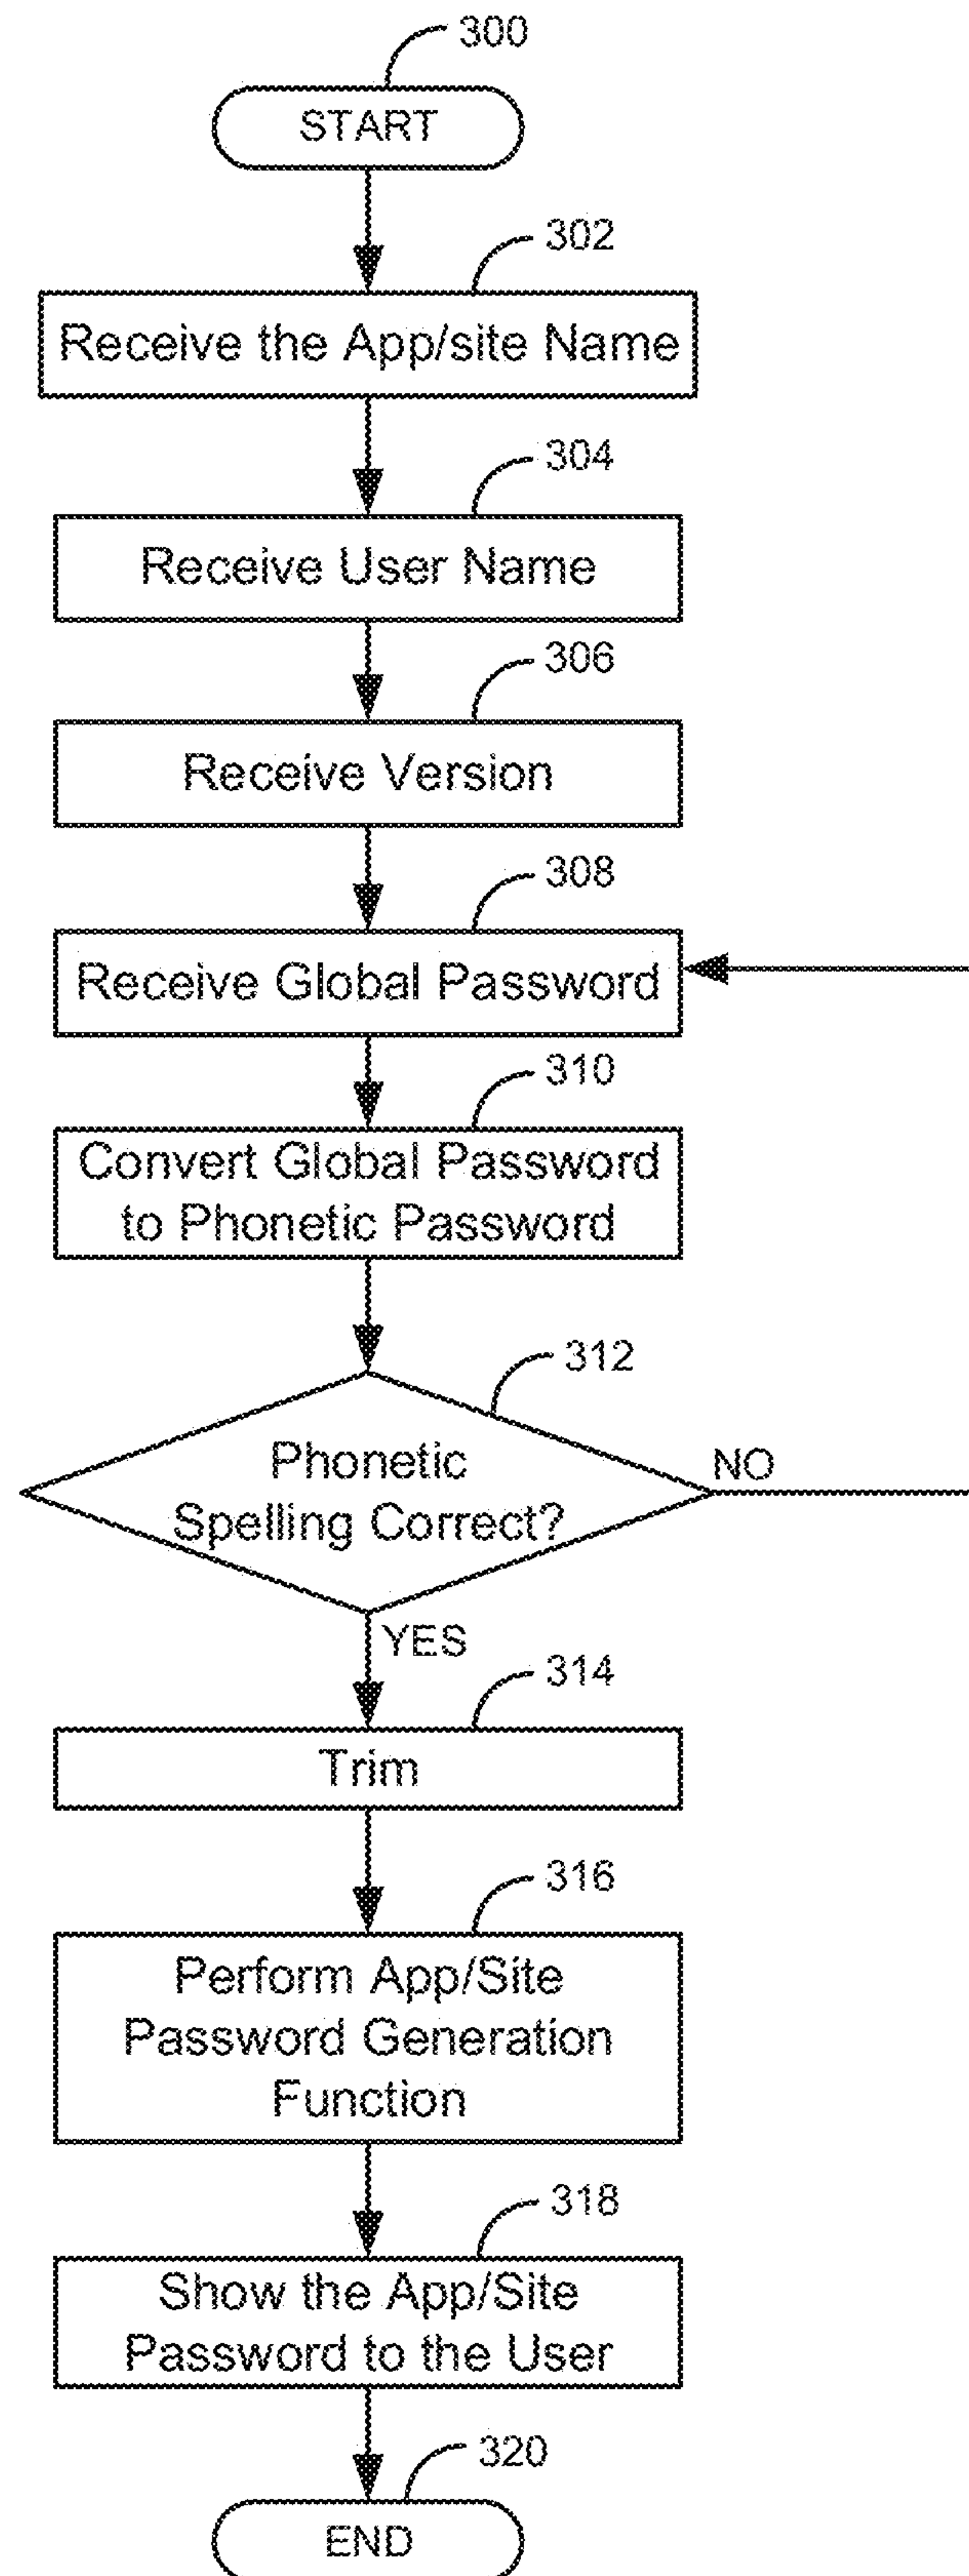 300
START
302
Receive the App/site Name
304
Receive User Name
306
Receive Version
308
Receive Global Password
310
Convert Global Password
to Phonetic Password
312
Phonetic
Spelling Correct?
NO
YES
314
Trim
316
Perform App/Site
Password Generation
Function
318
Show the App/Site
Password to the User
320
END